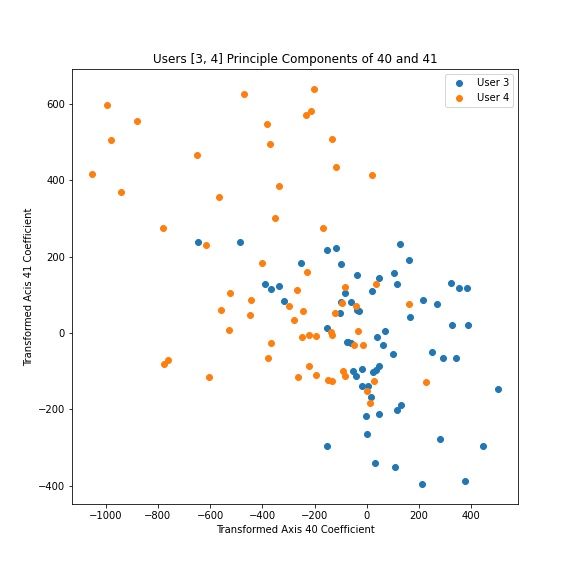 Users [3, 4] Principle Components of 40 and 41
User 3
User 4
600
400
200
0
−200
−400
Transformed Acis 41 Coefficient
−1000
−800
−600
−400
−200
0
200
400
Transformed Axis 40 Coefficient